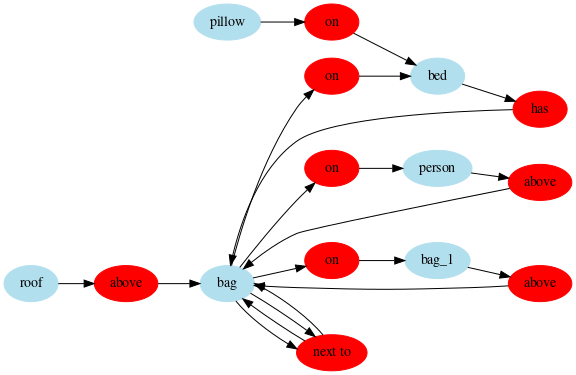 pillow
on
on
bed
has
on
person
above
roof
above
bag
on
bag_1
above
next to